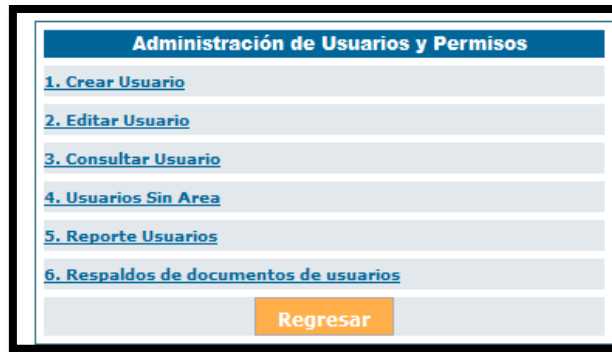 Administración de Usuarios y Permisos
1. Crear Usuario
2. Editar Usuario
3. Consultar Usuario
4. Usuarios Sin Area
5. Reporte Usuarios
6. Respaldos de documentos de usuarios
Regresar